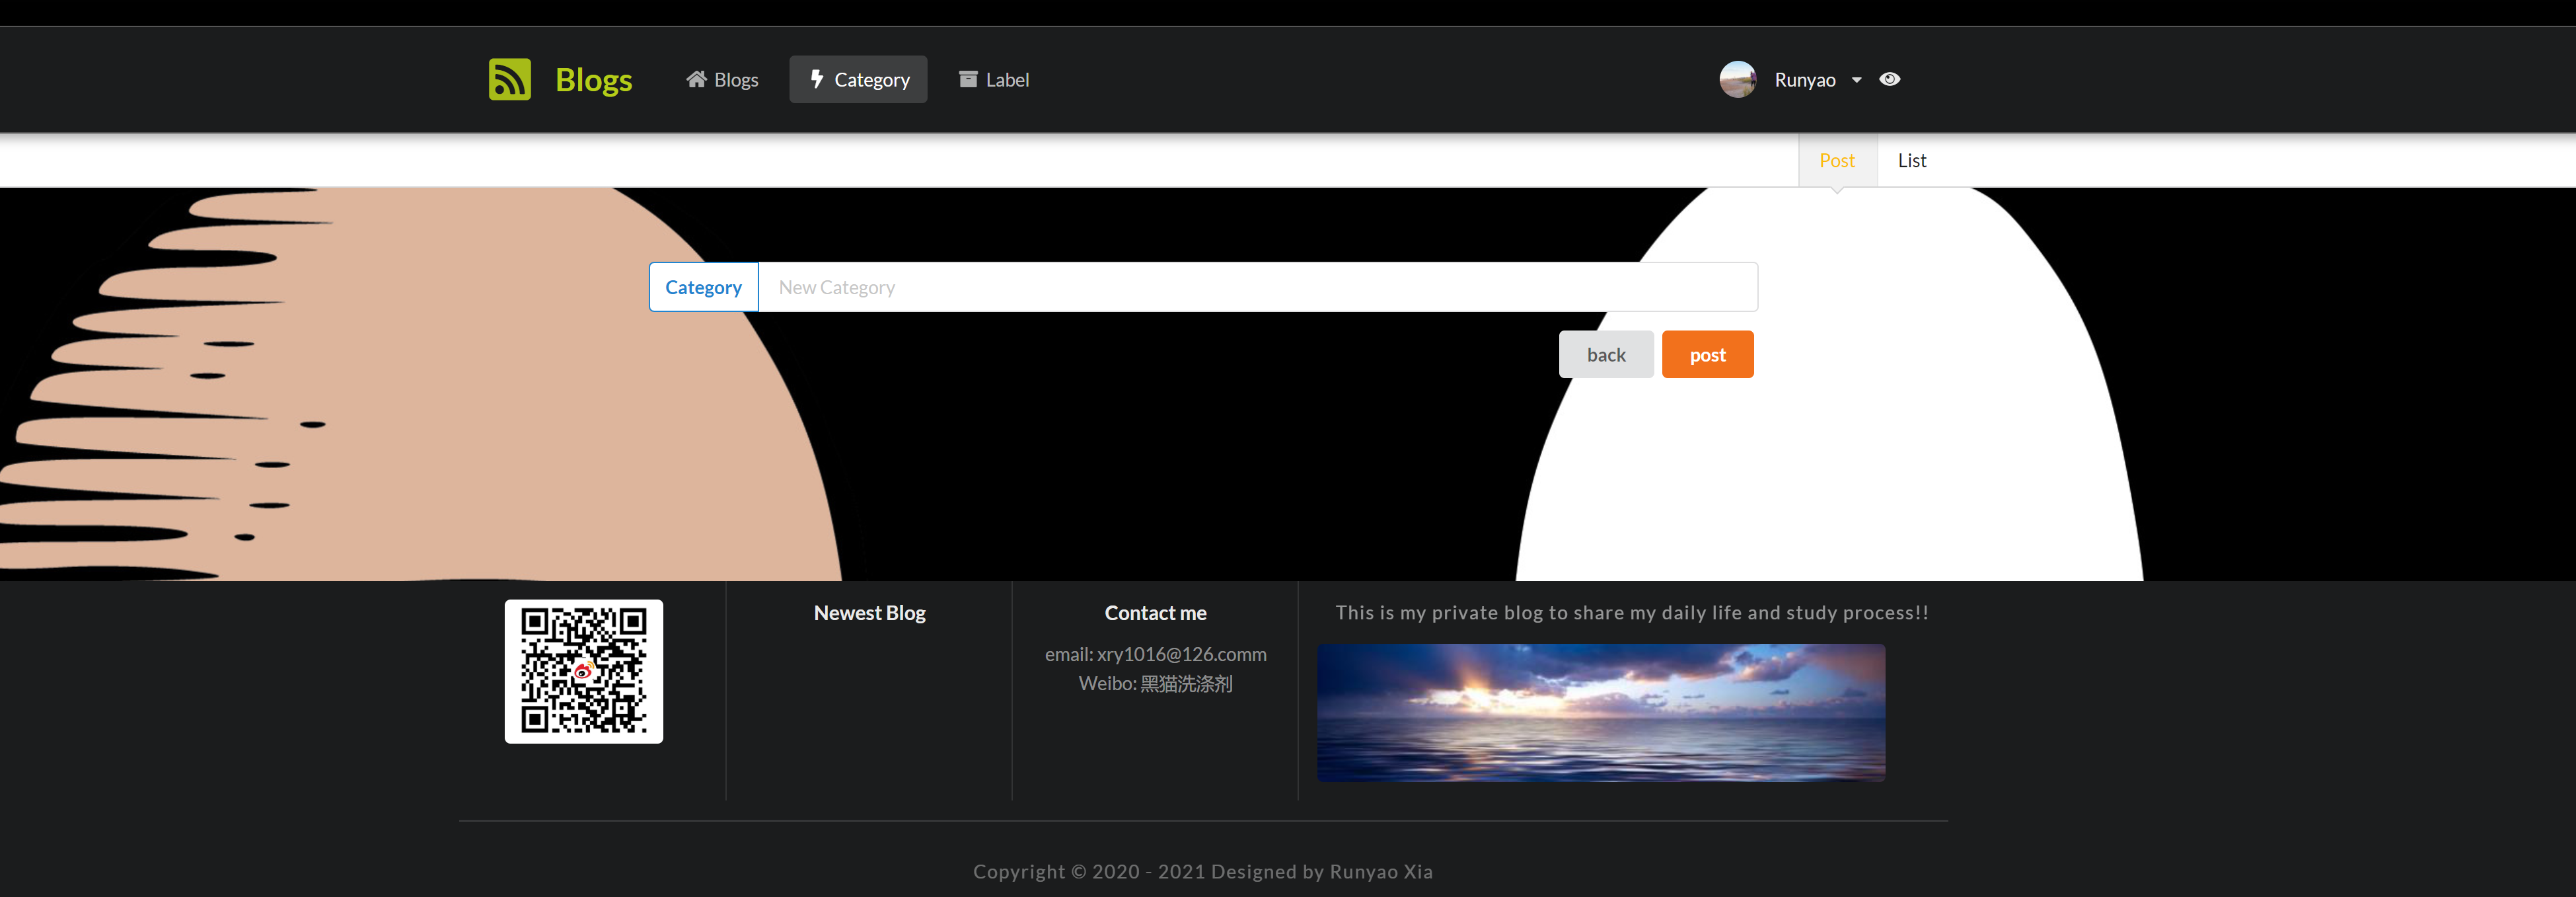 Blogs Blogs Category Label Runyao
Post List
Category New Category
back post
Newest Blog
Contact me
email: xry1016@126.comm
Weibo: 黑猫洗涤剂
This is my private blog to share my daily life and study process!!
Copyright © 2020 - 2021 Designed by Runyao Xia